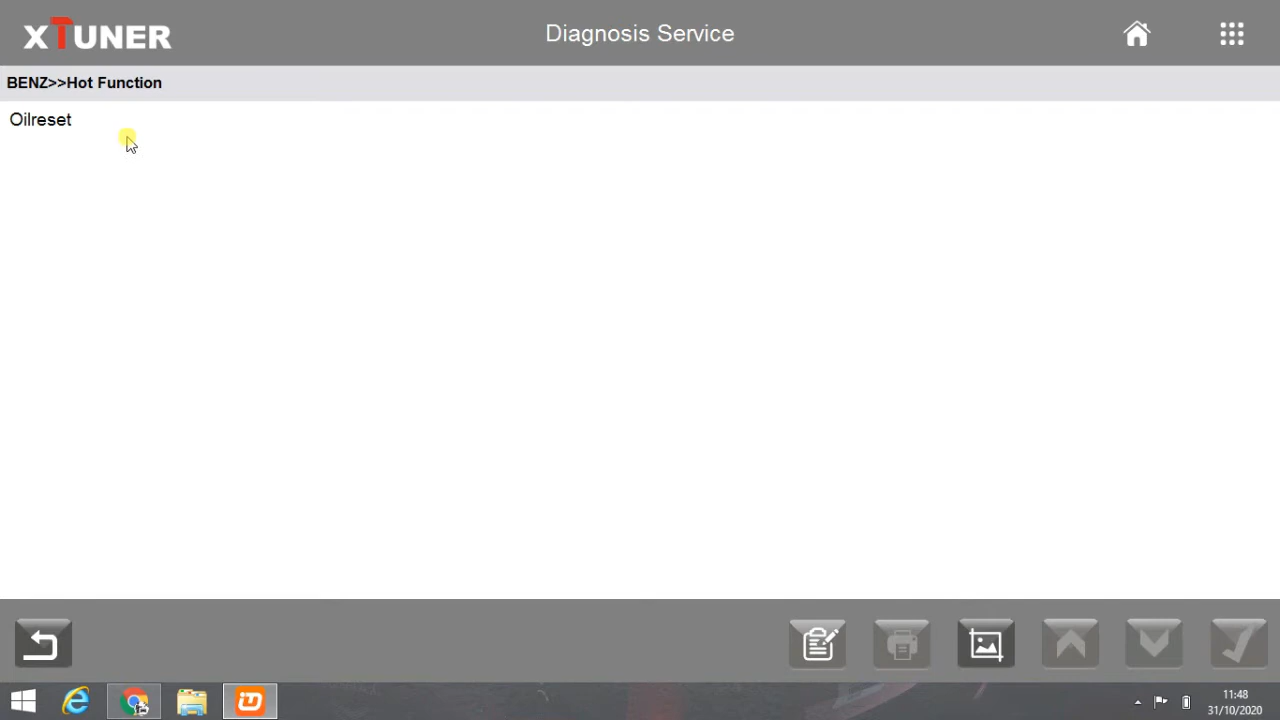 XTUNER
Diagnosis Service
BENZ>>Hot Function
Oilreset
11:48
31/10/2020